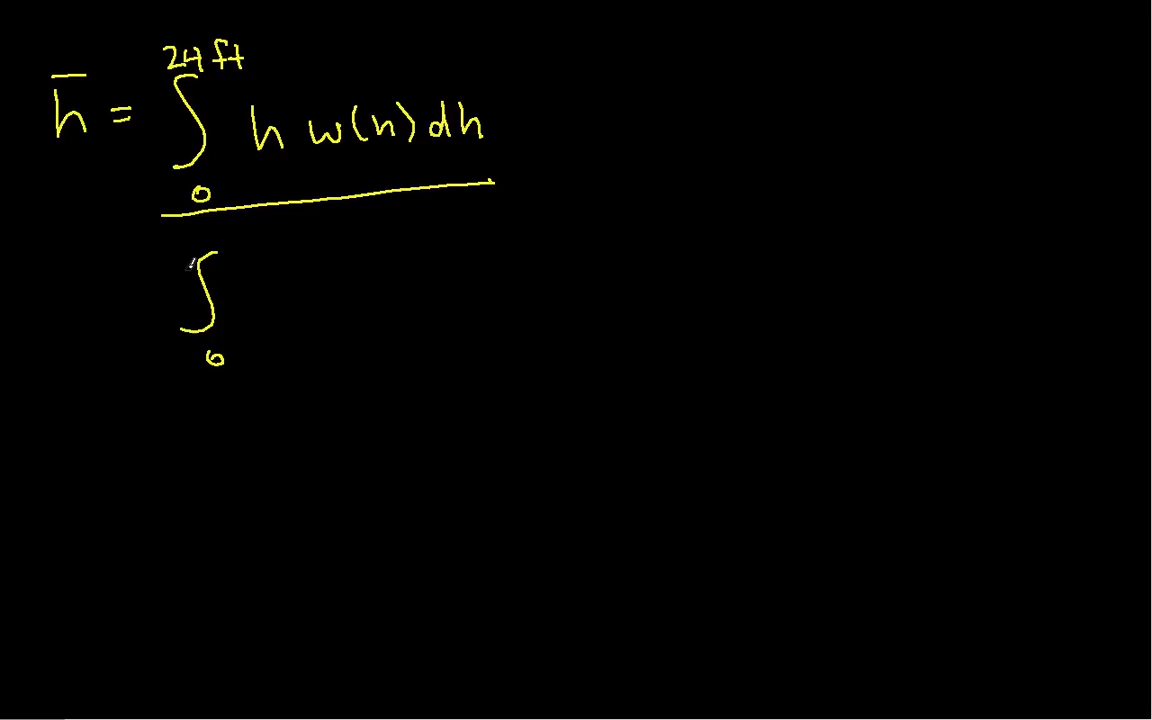 24 ft
h̅ = ∫ h w(h) dh
0
∫
0